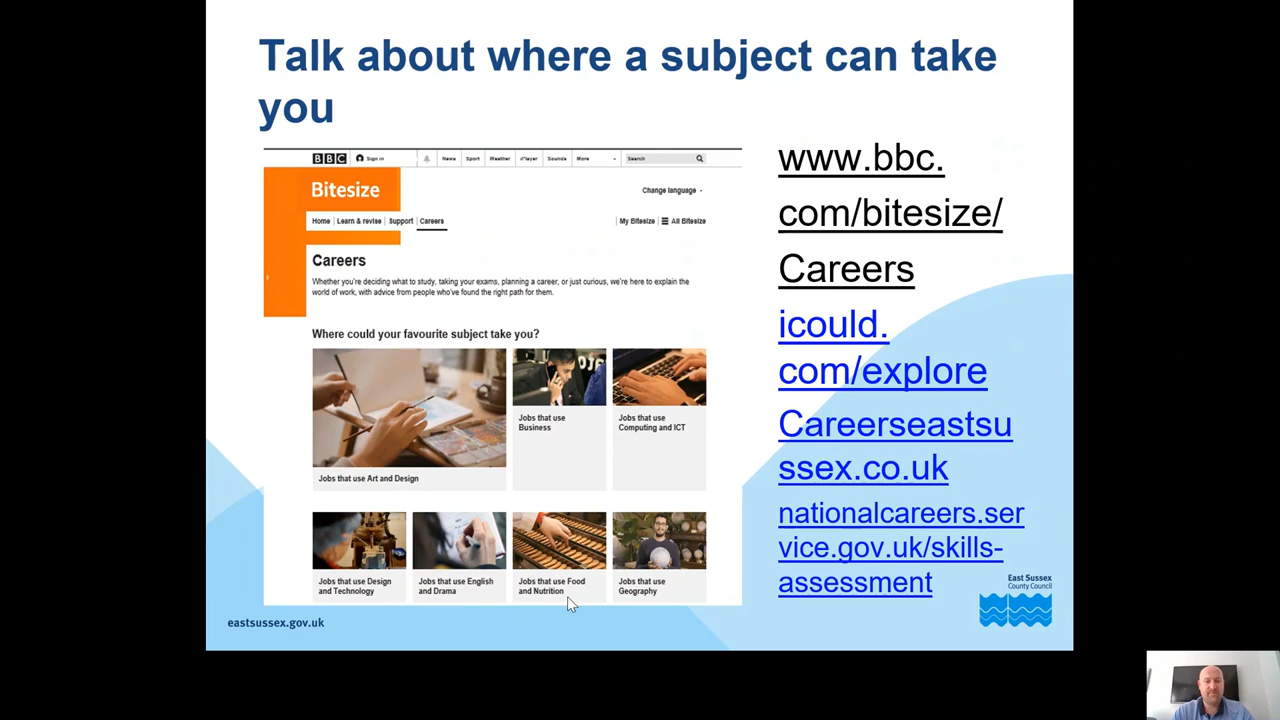 Talk about where a subject can take
you
BBC Sign in News Sport Weather iPlayer Sounds More Search
Bitesize
Change language
Home Learn & revise Support Careers My Bitesize All Bitesize
Careers
Whether you're deciding what to study, taking your exams, planning a career, or just curious, we're here to explain the
world of work, with advice from people who've found the right path for them.
Where could your favourite subject take you?
Jobs that use Art and Design
Jobs that use
Business
Jobs that use
Computing and ICT
Jobs that use Design
and Technology
Jobs that use English
and Drama
Jobs that use Food
and Nutrition
Jobs that use
Geography
www.bbc.
com/bitesize/
Careers
icould.
com/explore
Careerseastsu
ssex.co.uk
nationalcareers.ser
vice.gov.uk/skills-
assessment
East Sussex
County Council
eastsussex.gov.uk